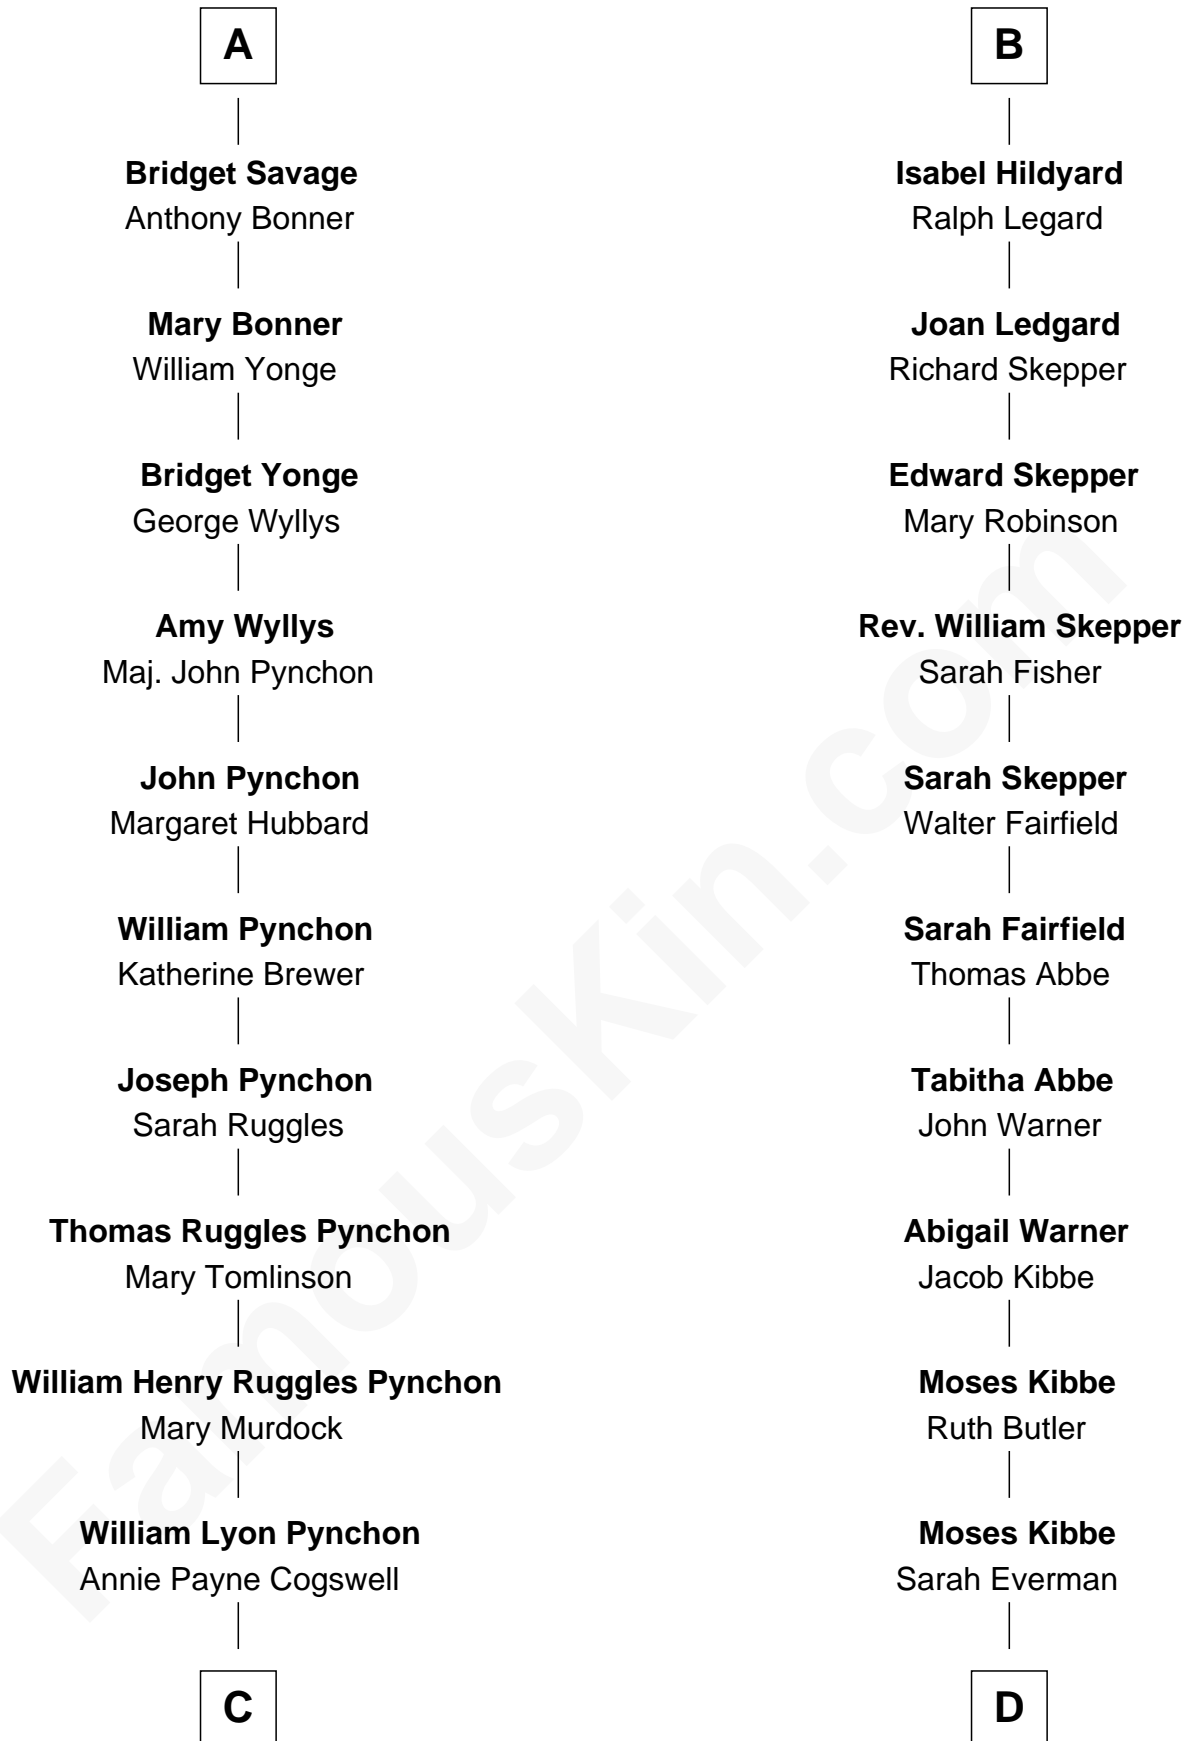 A
Bridget Savage
Anthony Bonner
Mary Bonner
William Yonge
Bridget Yonge
George Wyllys
Amy Wyllys
Maj. John Pynchon
John Pynchon
Margaret Hubbard
William Pynchon
Katherine Brewer
Joseph Pynchon
Sarah Ruggles
Thomas Ruggles Pynchon
Mary Tomlinson
William Henry Ruggles Pynchon
Mary Murdock
William Lyon Pynchon
Annie Payne Cogswell
C
B
Isabel Hildyard
Ralph Legard
Joan Ledgard
Richard Skepper
Edward Skepper
Mary Robinson
Rev. William Skepper
Sarah Fisher
Sarah Skepper
Walter Fairfield
Sarah Fairfield
Thomas Abbe
Tabitha Abbe
John Warner
Abigail Warner
Jacob Kibbe
Moses Kibbe
Ruth Butler
Moses Kibbe
Sarah Everman
D
FamousKin.com